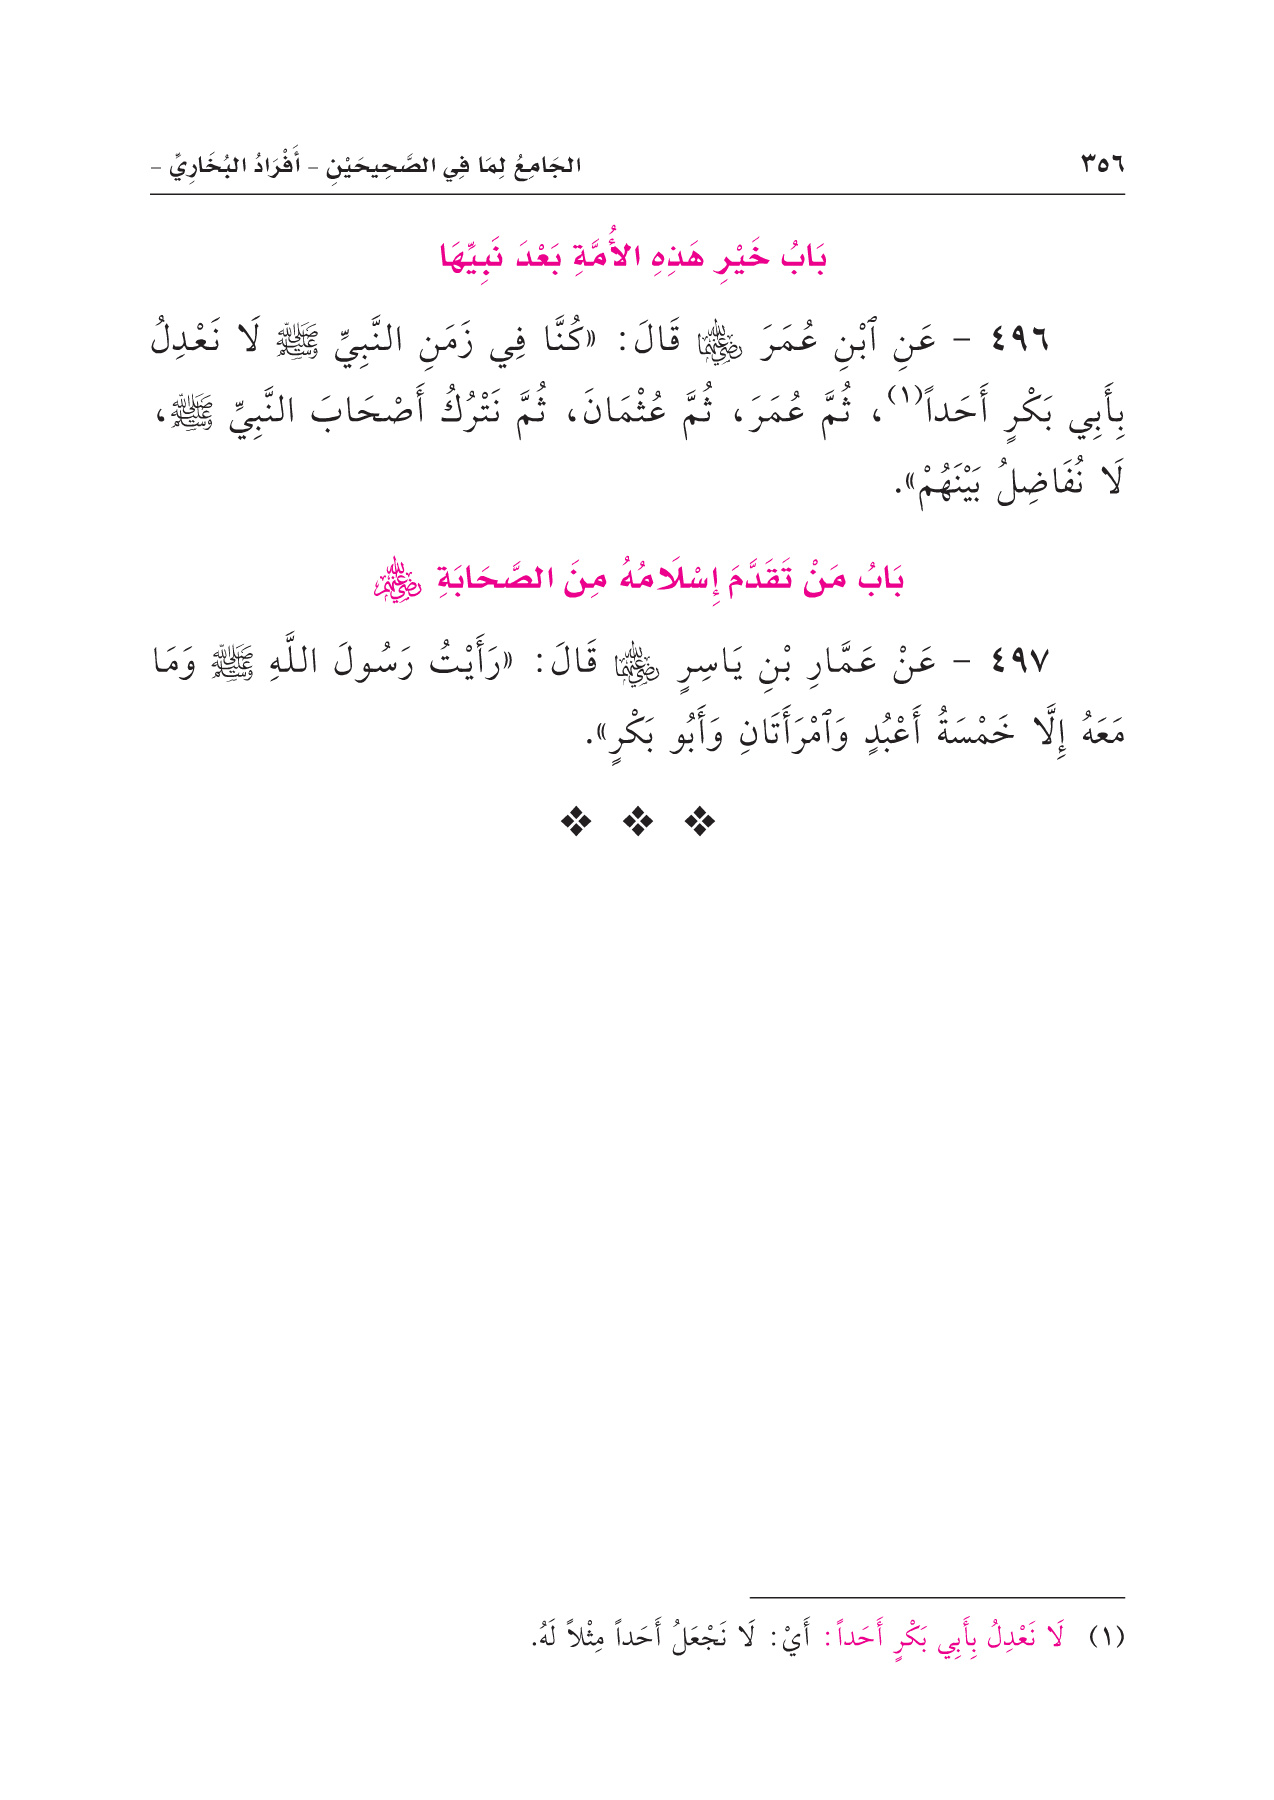 ٣٥٦ الجَامِعُ لِمَا فِي الصَّحِيحَيْنِ - أَفْرَادُ البُخَارِيِّ -
بَابُ خَيْرِ هَذِهِ الأُمَّةِ بَعْدَ نَبِيِّهَا
٤٩٦ - عَنِ ٱبْنِ عُمَرَ رضي الله عنهما قَالَ: «كُنَّا فِي زَمَنِ النَّبِيِّ ﷺ لَا نَعْدِلُ
بِأَبِي بَكْرٍ أَحَداً(١)، ثُمَّ عُمَرَ، ثُمَّ عُثْمَانَ، ثُمَّ نَتْرُكُ أَصْحَابَ النَّبِيِّ ﷺ،
لَا نُفَاضِلُ بَيْنَهُمْ».
بَابُ مَنْ تَقَدَّمَ إِسْلَامُهُ مِنَ الصَّحَابَةِ رضي الله عنهم
٤٩٧ - عَنْ عَمَّارِ بْنِ يَاسِرٍ رضي الله عنهما قَالَ: «رَأَيْتُ رَسُولَ اللَّهِ ﷺ وَمَا
مَعَهُ إِلَّا خَمْسَةُ أَعْبُدٍ وَٱمْرَأَتَانِ وَأَبُو بَكْرٍ».
(١) لَا نَعْدِلُ بِأَبِي بَكْرٍ أَحَداً: أَيْ: لَا نَجْعَلُ أَحَداً مِثْلاً لَهُ.